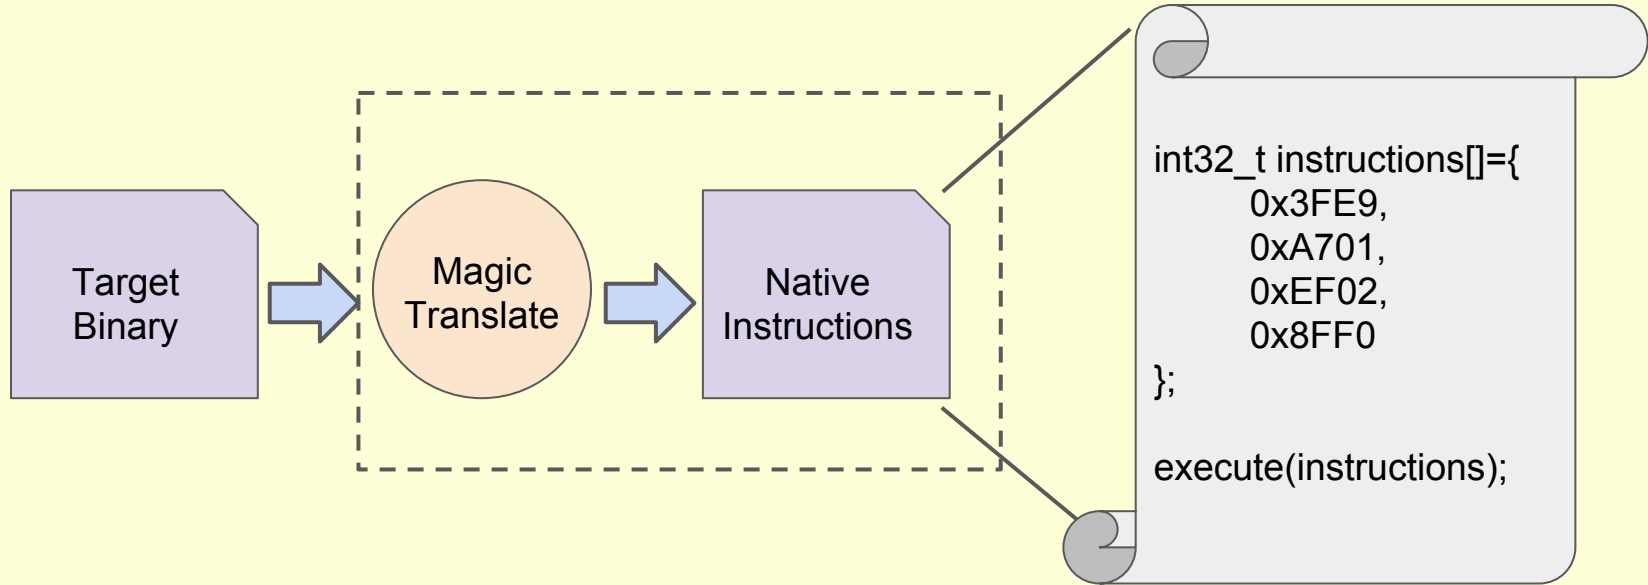 Target
Binary
Magic
Translate
Native
Instructions
int32_t instructions[]={
0x3FE9,
0xA701,
0xEF02,
0x8FF0
};
execute(instructions);